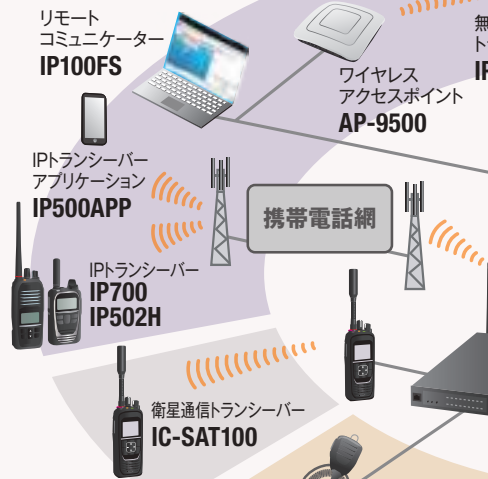 リモート
コミュニケーター
IP100FS
無
ト
IP
ワイヤレス
アクセスポイント
AP-9500
IPトランシーバー
アプリケーション
IP500APP
携帯電話網
IPトランシーバー
IP700
IP502H
衛星通信トランシーバー
IC-SAT100